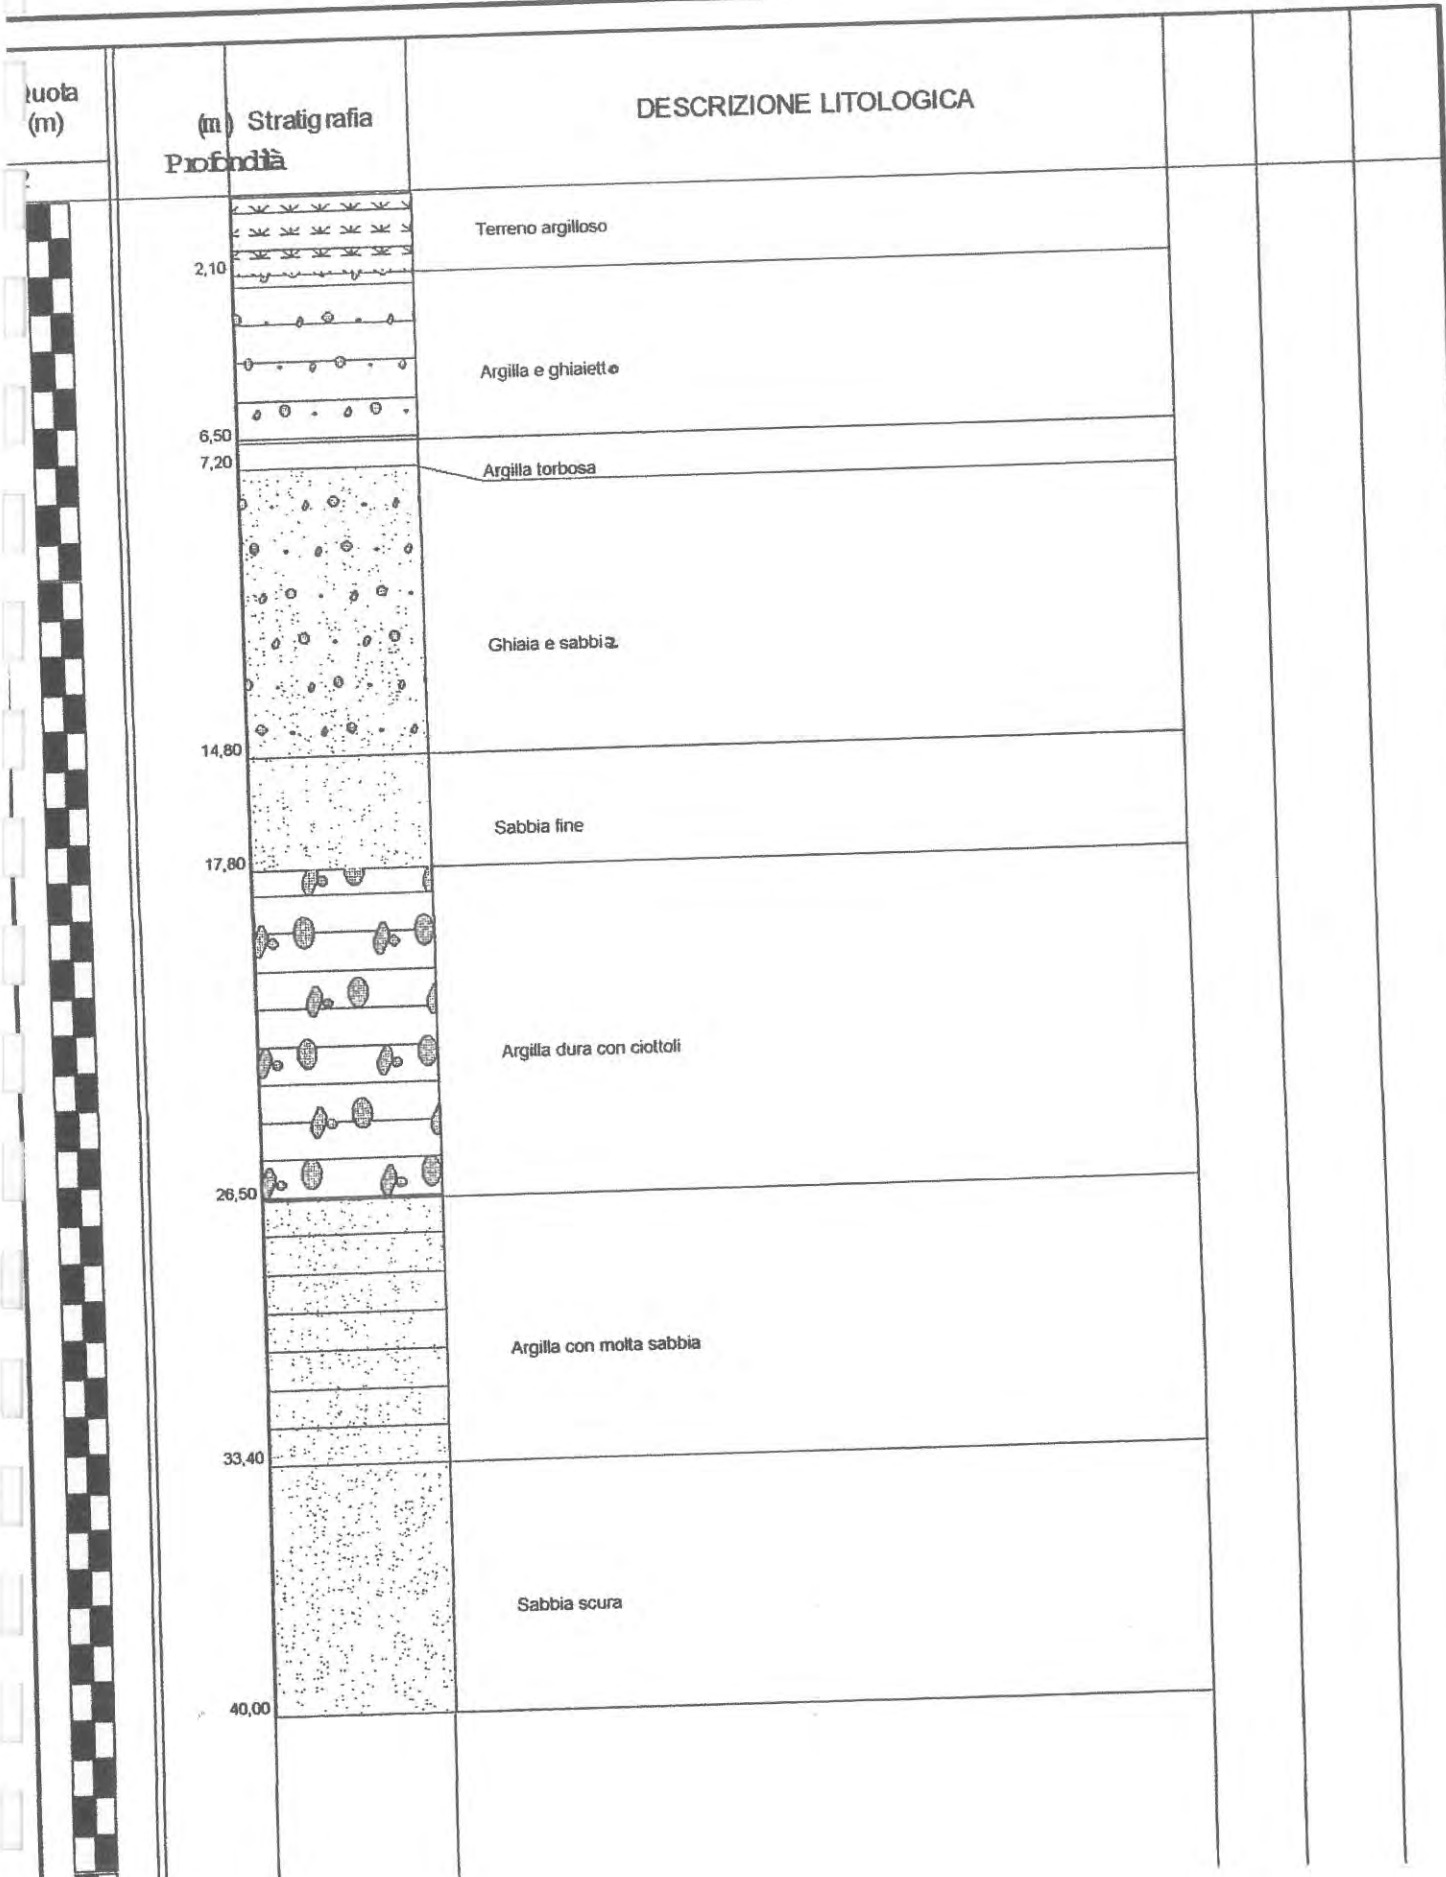 (m)
(m) Stratigrafia
Profondità
DESCRIZIONE LITOLOGICA
Terreno argilloso
2,10
Argilla e ghiaietto
6,50
7,20
Argilla torbosa
Ghiaia e sabbia
14,80
Sabbia fine
17,80
Argilla dura con ciottoli
26,50
Argilla con molta sabbia
33,40
Sabbia scura
40,00